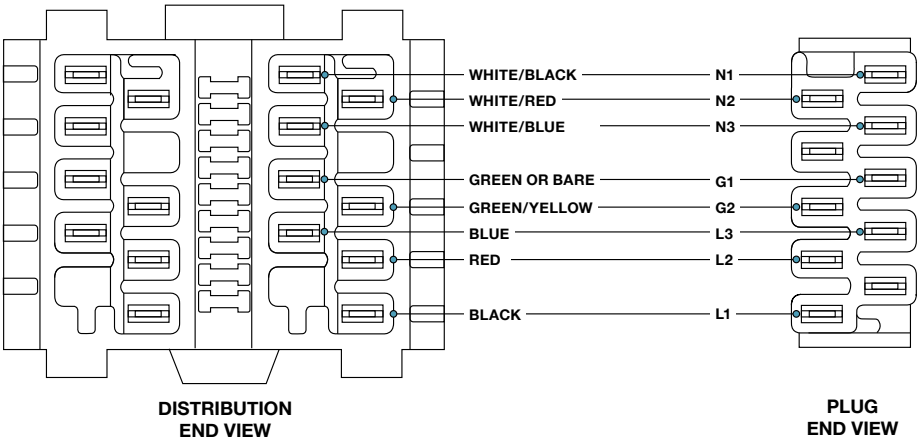 WHITE/BLACK N1
WHITE/RED N2
WHITE/BLUE N3
GREEN OR BARE G1
GREEN/YELLOW G2
BLUE L3
RED L2
BLACK L1
DISTRIBUTION
END VIEW
PLUG
END VIEW